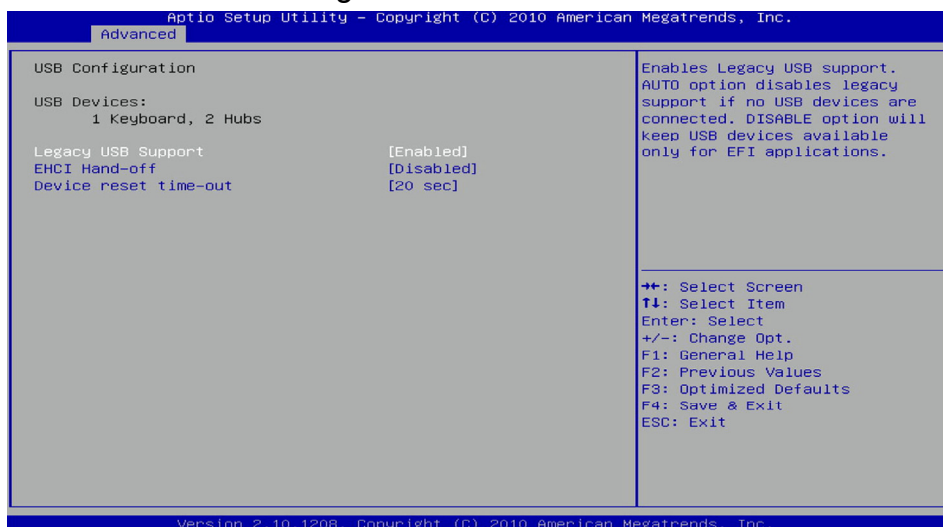 Aptio Setup Utility – Copyright (C) 2010 American Megatrends, Inc.
Advanced
USB Configuration
USB Devices:
1 Keyboard, 2 Hubs
Legacy USB Support [Enabled]
EHCI Hand-off [Disabled]
Device reset time-out [20 sec]
Enables Legacy USB support.
AUTO option disables legacy
support if no USB devices are
connected. DISABLE option will
keep USB devices available
only for EFI applications.
→←: Select Screen
↑↓: Select Item
Enter: Select
+/-: Change Opt.
F1: General Help
F2: Previous Values
F3: Optimized Defaults
F4: Save & Exit
ESC: Exit
Version 2.10.1208. Copyright (C) 2010 American Megatrends, Inc.